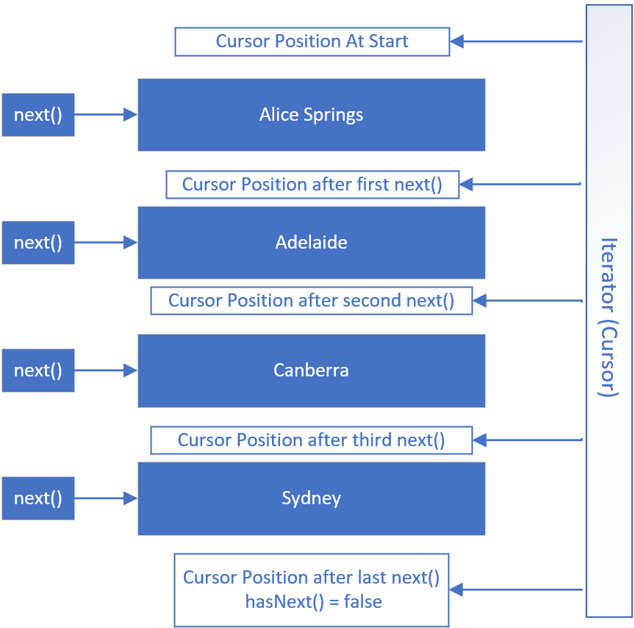 Cursor Position At Start
next()
Alice Springs
Cursor Position after first next()
next()
Adelaide
Cursor Position after second next()
next()
Canberra
Cursor Position after third next()
next()
Sydney
Cursor Position after last next()
hasNext() = false
Iterator (Cursor)